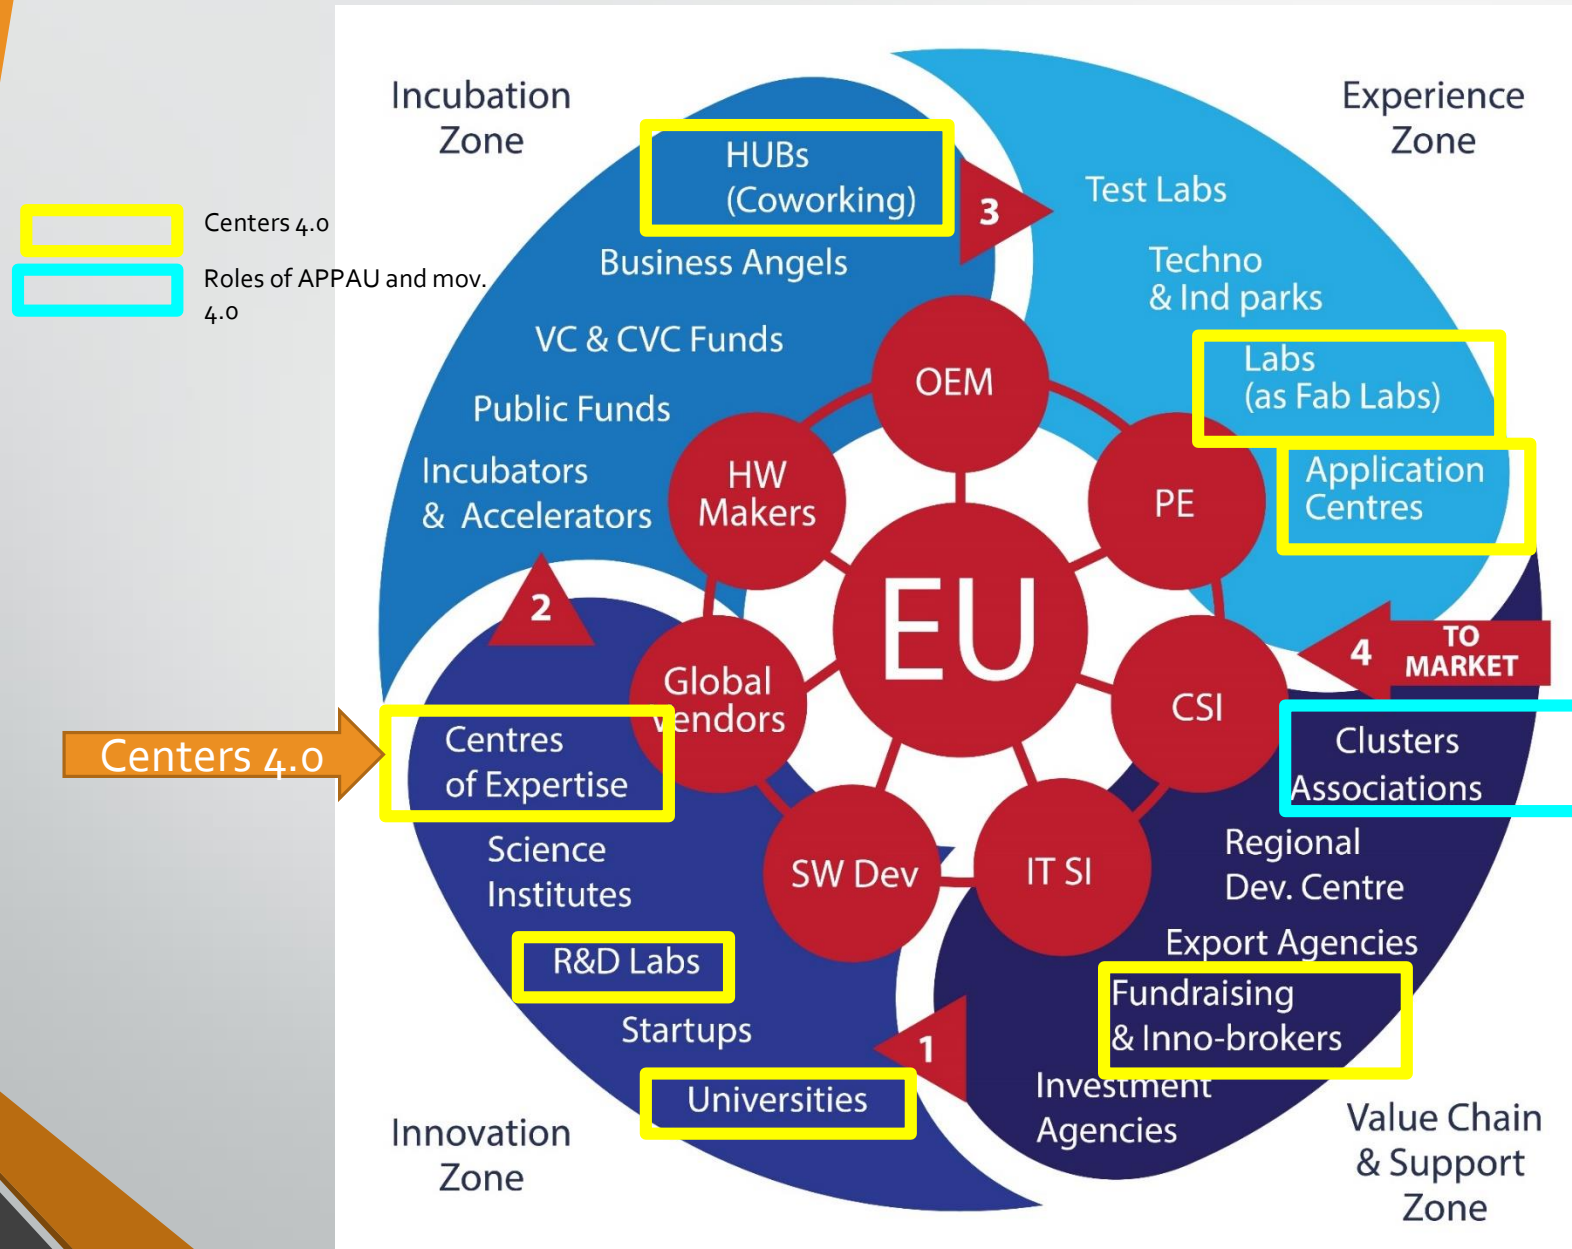 Incubation
Zone
Experience
Zone
Centers 4.0
Roles of APPAU and mov.
4.0
HUBs
(Coworking)
Business Angels
VC & CVC Funds
Public Funds
Incubators
& Accelerators
3
Test Labs
Techno
& Ind parks
Labs
(as Fab Labs)
Application
Centres
OEM
HW
Makers
PE
EU
Global
Vendors
CSI
SW Dev
IT SI
2
4
TO
MARKET
Centers 4.0
Centres
of Expertise
Science
Institutes
R&D Labs
Startups
Universities
1
Clusters
Associations
Regional
Dev. Centre
Export Agencies
Fundraising
& Inno-brokers
Investment
Agencies
Innovation
Zone
Value Chain
& Support
Zone